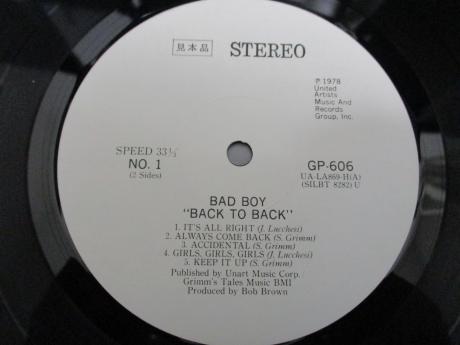 見本品 STEREO
℗ 1978
United
Artists
Music And
Records
Group, Inc.
SPEED 33⅓
NO. 1
(2 Sides)
GP-606
UA-LA869-H(A)
(SILBT 8282) U
BAD BOY
"BACK TO BACK"
1. IT'S ALL RIGHT (J. Lucchesi)
2. ALWAYS COME BACK (S. Grimm)
3. ACCIDENTAL (S. Grimm)
4. GIRLS, GIRLS, GIRLS (J. Lucchesi)
5. KEEP IT UP (S. Grimm)
Published by Unart Music Corp.
Grimm's Tales Music BMI
Produced by Bob Brown